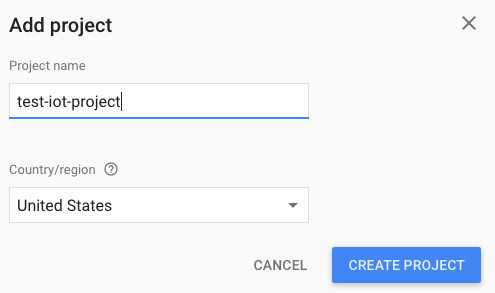 Add project
Project name
test-iot-project
Country/region
United States
CANCEL
CREATE PROJECT